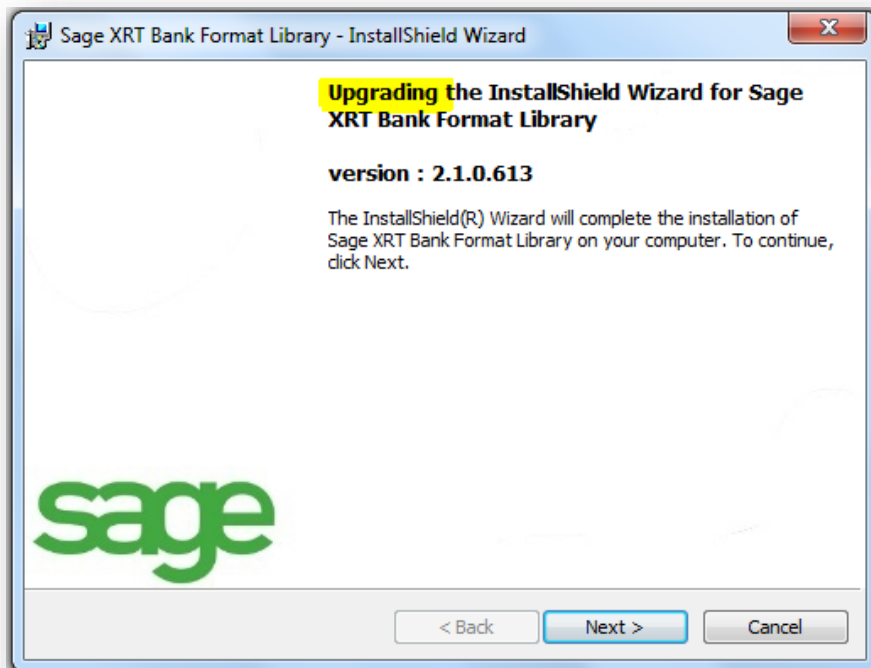 Sage XRT Bank Format Library - InstallShield Wizard
X
Upgrading the InstallShield Wizard for Sage
XRT Bank Format Library
version : 2.1.0.613
The InstallShield(R) Wizard will complete the installation of
Sage XRT Bank Format Library on your computer. To continue,
click Next.
sage
< Back
Next >
Cancel